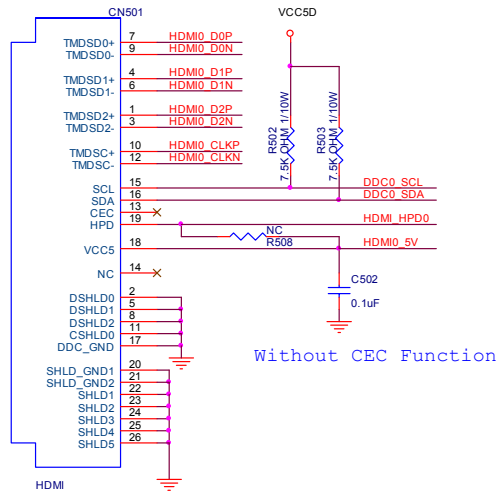 CN501
VCC5D
TMDSD0+ 7 HDMI0_D0P
TMDSD0- 9 HDMI0_D0N
TMDSD1+ 4 HDMI0_D1P
TMDSD1- 6 HDMI0_D1N
TMDSD2+ 1 HDMI0_D2P
TMDSD2- 3 HDMI0_D2N
TMDSC+ 10 HDMI0_CLKP
TMDSC- 12 HDMI0_CLKN
R502
7.5K OHM 1/10W
R503
7.5K OHM 1/10W
SCL 15 DDC0_SCL
SDA 16 DDC0_SDA
CEC 13
HPD 19 HDMI_HPD0
NC
R508
VCC5 18 HDMI0_5V
NC 14
C502
0.1uF
DSHLD0 2
DSHLD1 5
DSHLD2 8
CSHLD0 11
DDC_GND 17
Without CEC Function
SHLD_GND1 20
SHLD_GND2 21
SHLD1 22
SHLD2 23
SHLD3 24
SHLD4 25
SHLD5 26
HDMI